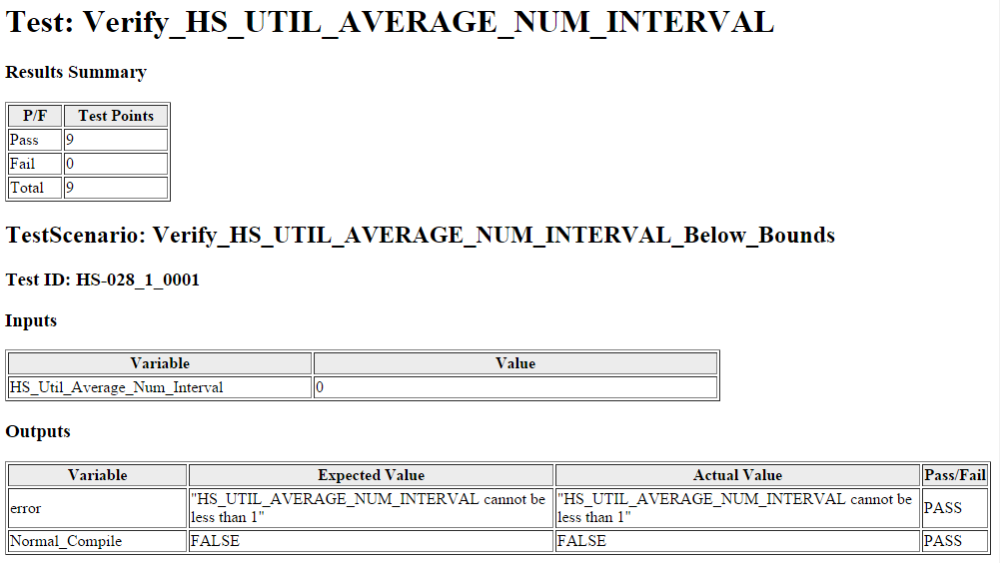 Test: Verify_HS_UTIL_AVERAGE_NUM_INTERVAL
Results Summary
P/F Test Points
Pass 9
Fail 0
Total 9
TestScenario: Verify_HS_UTIL_AVERAGE_NUM_INTERVAL_Below_Bounds
Test ID: HS-028_1_0001
Inputs
Variable Value
HS_Util_Average_Num_Interval 0
Outputs
Variable Expected Value Actual Value Pass/Fail
error "HS_UTIL_AVERAGE_NUM_INTERVAL cannot be less than 1" "HS_UTIL_AVERAGE_NUM_INTERVAL cannot be less than 1" PASS
Normal_Compile FALSE FALSE PASS